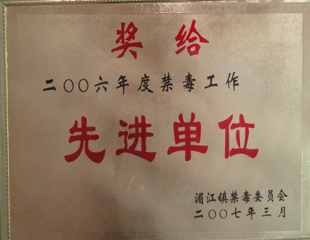 奖给
二〇〇六年度禁毒工作
先进单位
湄江镇禁毒委员会
二〇〇七年三月